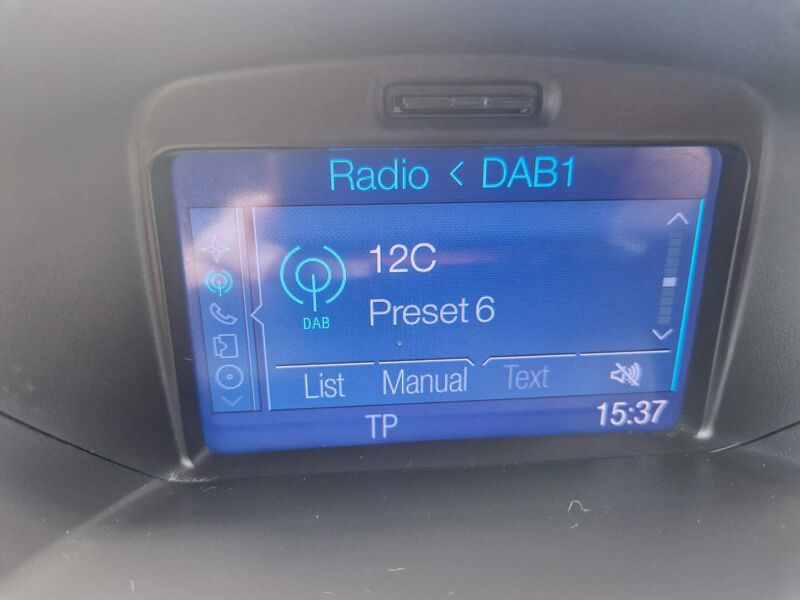 Radio < DAB1
12C
DAB
Preset 6
List Manual Text
TP
15:37